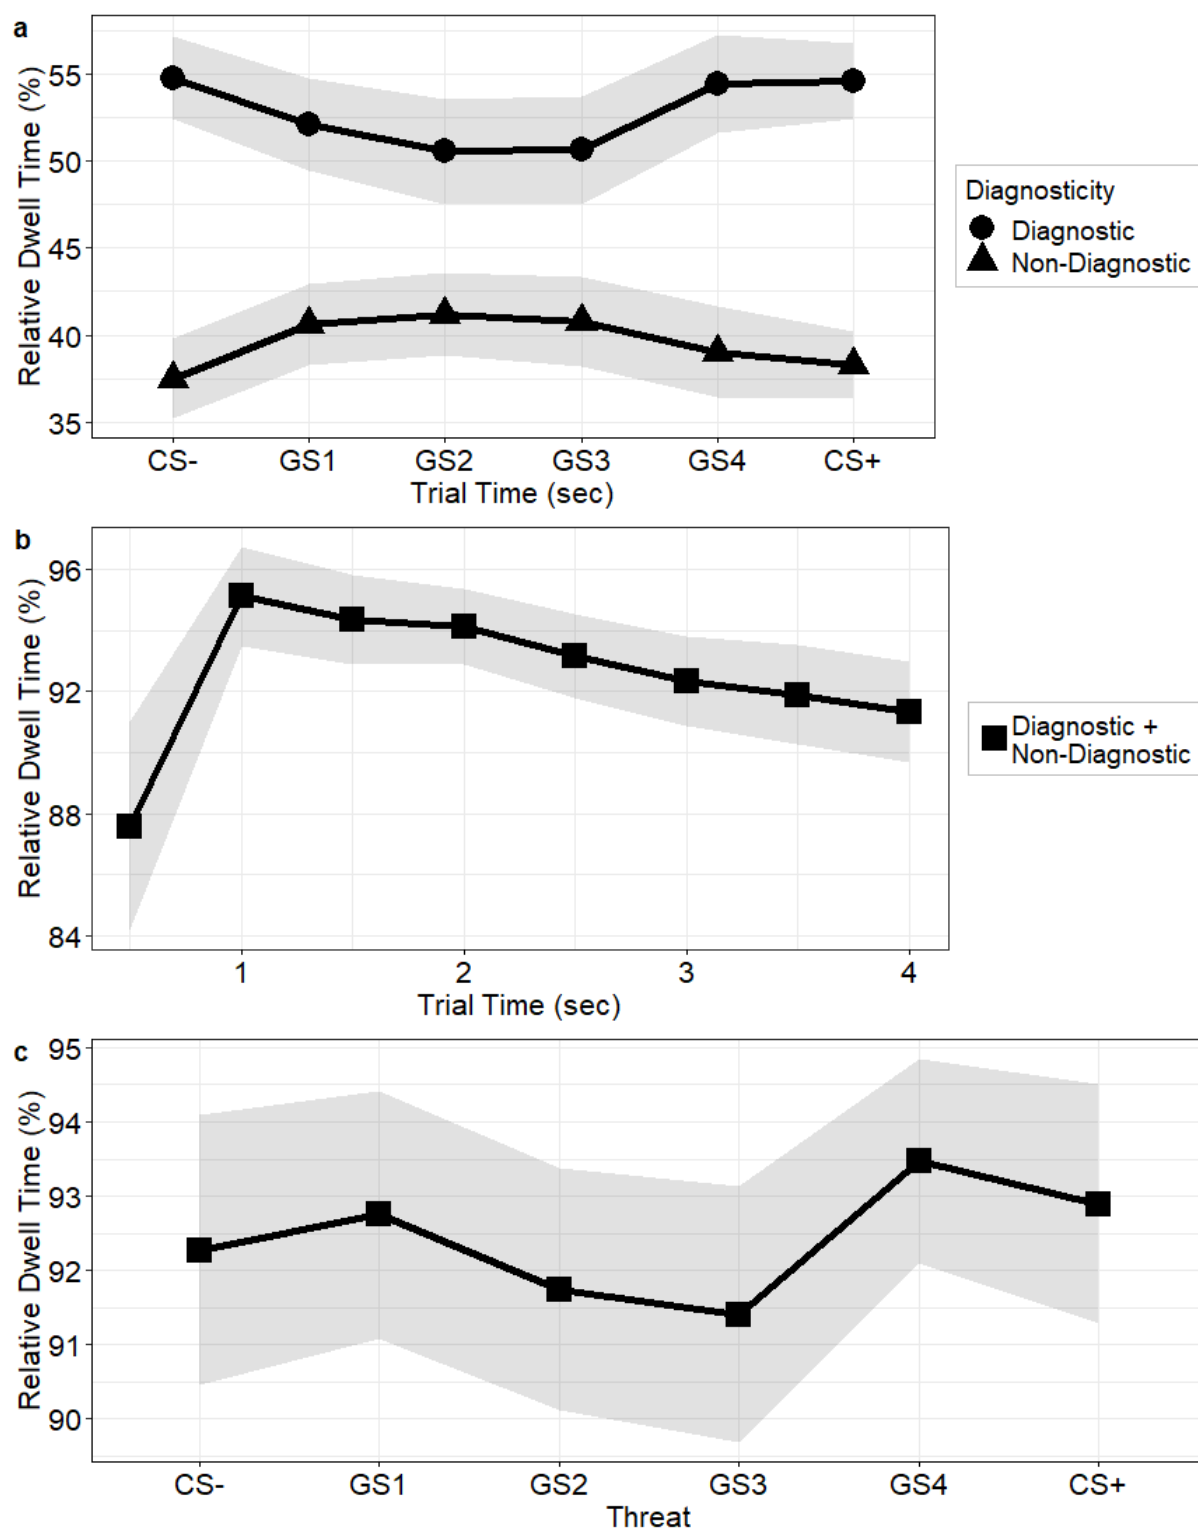 a
Relative Dwell Time (%)
55
50
45
40
35
CS- GS1 GS2 GS3 GS4 CS+
Trial Time (sec)
Diagnosticity
Diagnostic
Non-Diagnostic
b
Relative Dwell Time (%)
96
92
88
84
1 2 3 4
Trial Time (sec)
Diagnostic +
Non-Diagnostic
c
Relative Dwell Time (%)
95
94
93
92
91
90
CS- GS1 GS2 GS3 GS4 CS+
Threat